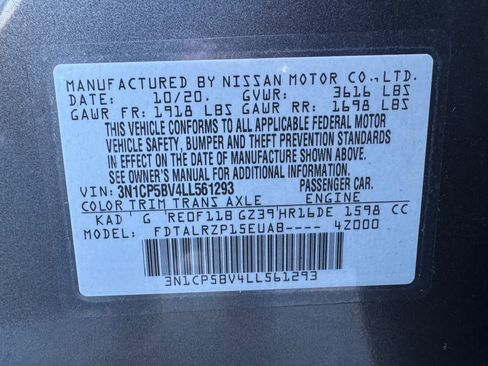 MANUFACTURED BY NISSAN MOTOR CO.,LTD.
DATE: 10/20. GVWR: 3616 LBS
GAWR FR: 1918 LBS GAWR RR: 1698 LBS
THIS VEHICLE CONFORMS TO ALL APPLICABLE FEDERAL MOTOR
VEHICLE SAFETY, BUMPER AND THEFT PREVENTION STANDARDS
IN EFFECT ON THE DATE OF MANUFACTURE SHOWN ABOVE.
SEE OWNER'S MANUAL FOR ADDITIONAL INFORMATION.
VIN: 3N1CP5BV4LL561293 PASSENGER CAR.
COLOR TRIM TRANS AXLE ENGINE
KAD G RE0F11B GZ39 HR16DE 1598 CC
MODEL: FDTALRZP15EUAB---- 4Z000
3N1CP5BV4LL561293